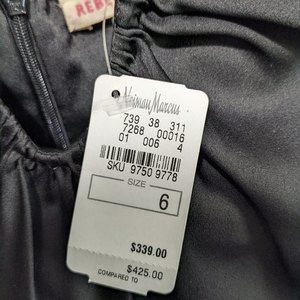 Neiman Marcus
739 38 311
7268 00016
01 006 4
SKU 9750 9778
SIZE
6
$339.00
$425.00
COMPARED TO